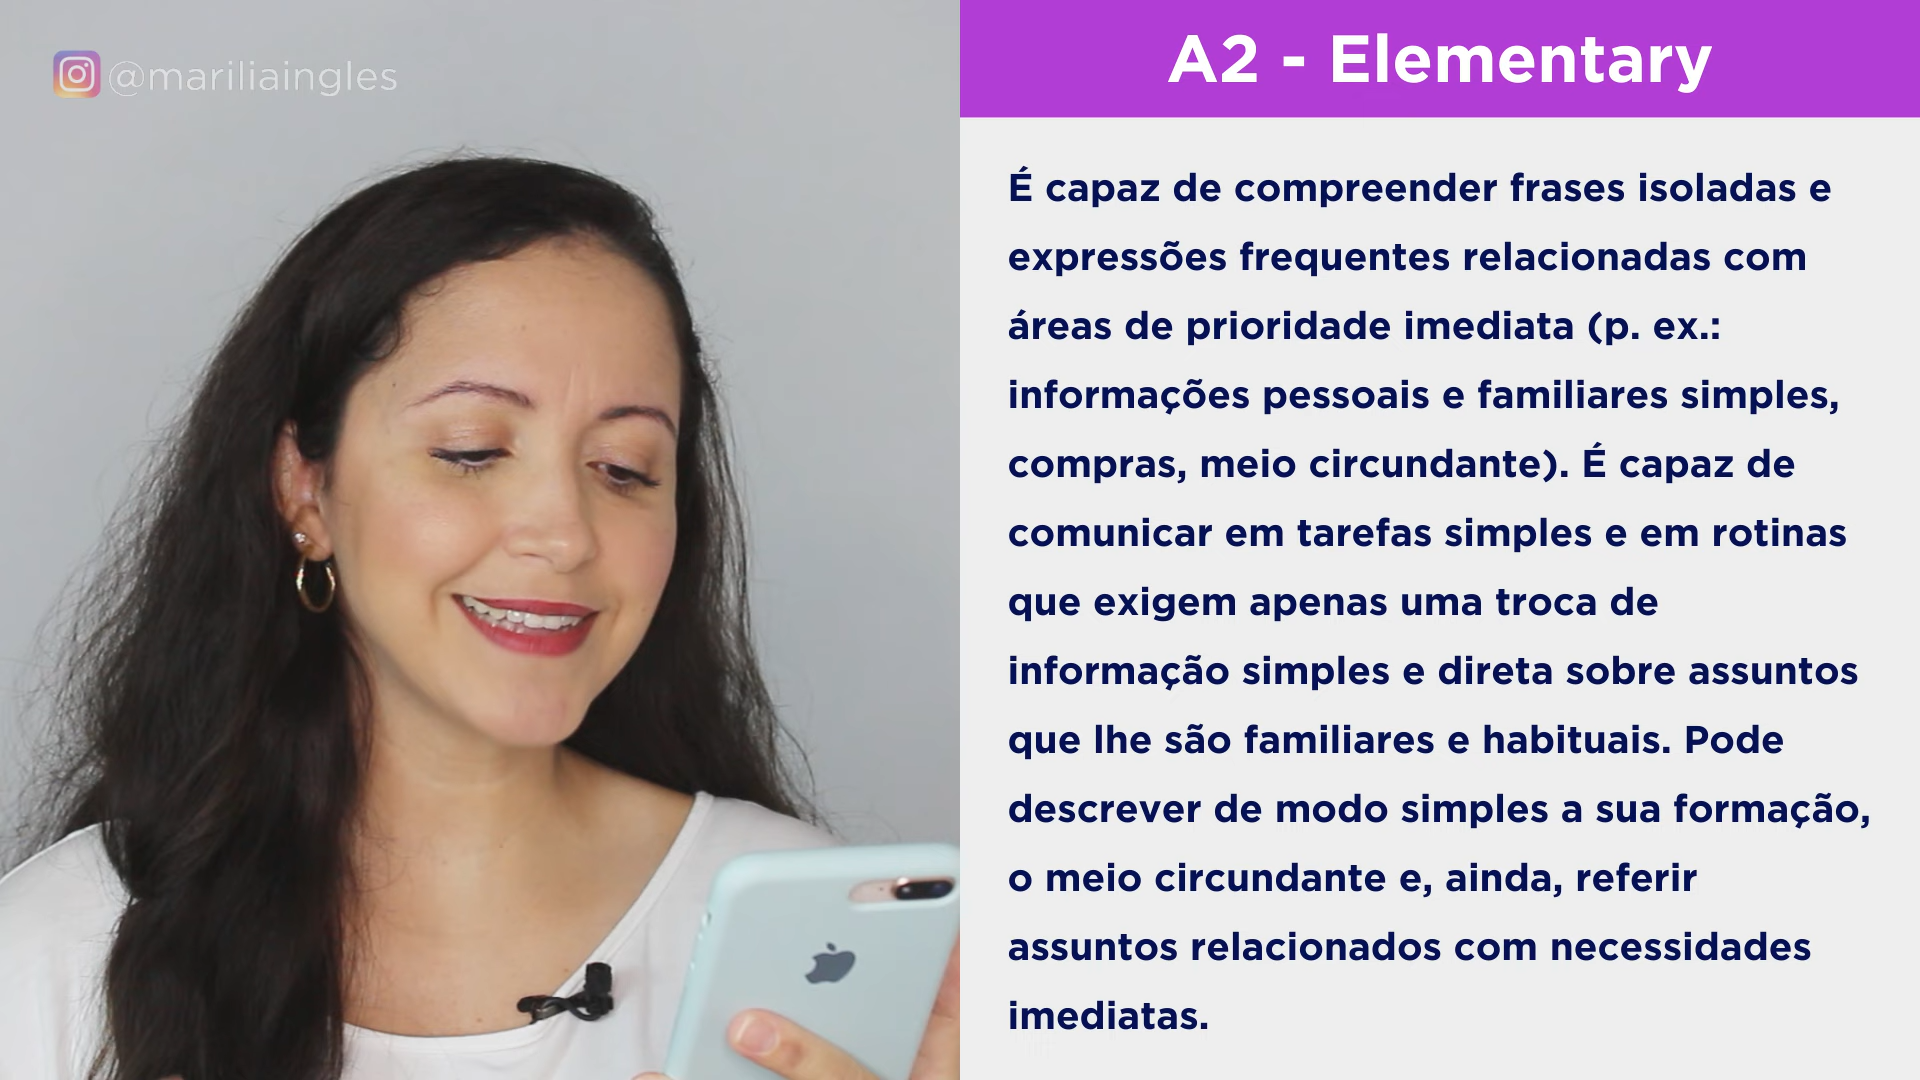 @mariliaingles
A2 - Elementary
É capaz de compreender frases isoladas e
expressões frequentes relacionadas com
áreas de prioridade imediata (p. ex.:
informações pessoais e familiares simples,
compras, meio circundante). É capaz de
comunicar em tarefas simples e em rotinas
que exigem apenas uma troca de
informação simples e direta sobre assuntos
que lhe são familiares e habituais. Pode
descrever de modo simples a sua formação,
o meio circundante e, ainda, referir
assuntos relacionados com necessidades
imediatas.